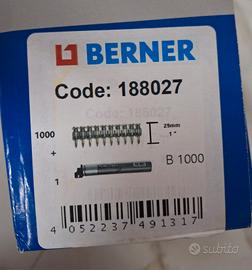 BERNER
Code: 188027
1000
+
1
25mm
1"
B 1000
4 052237 491317
subito